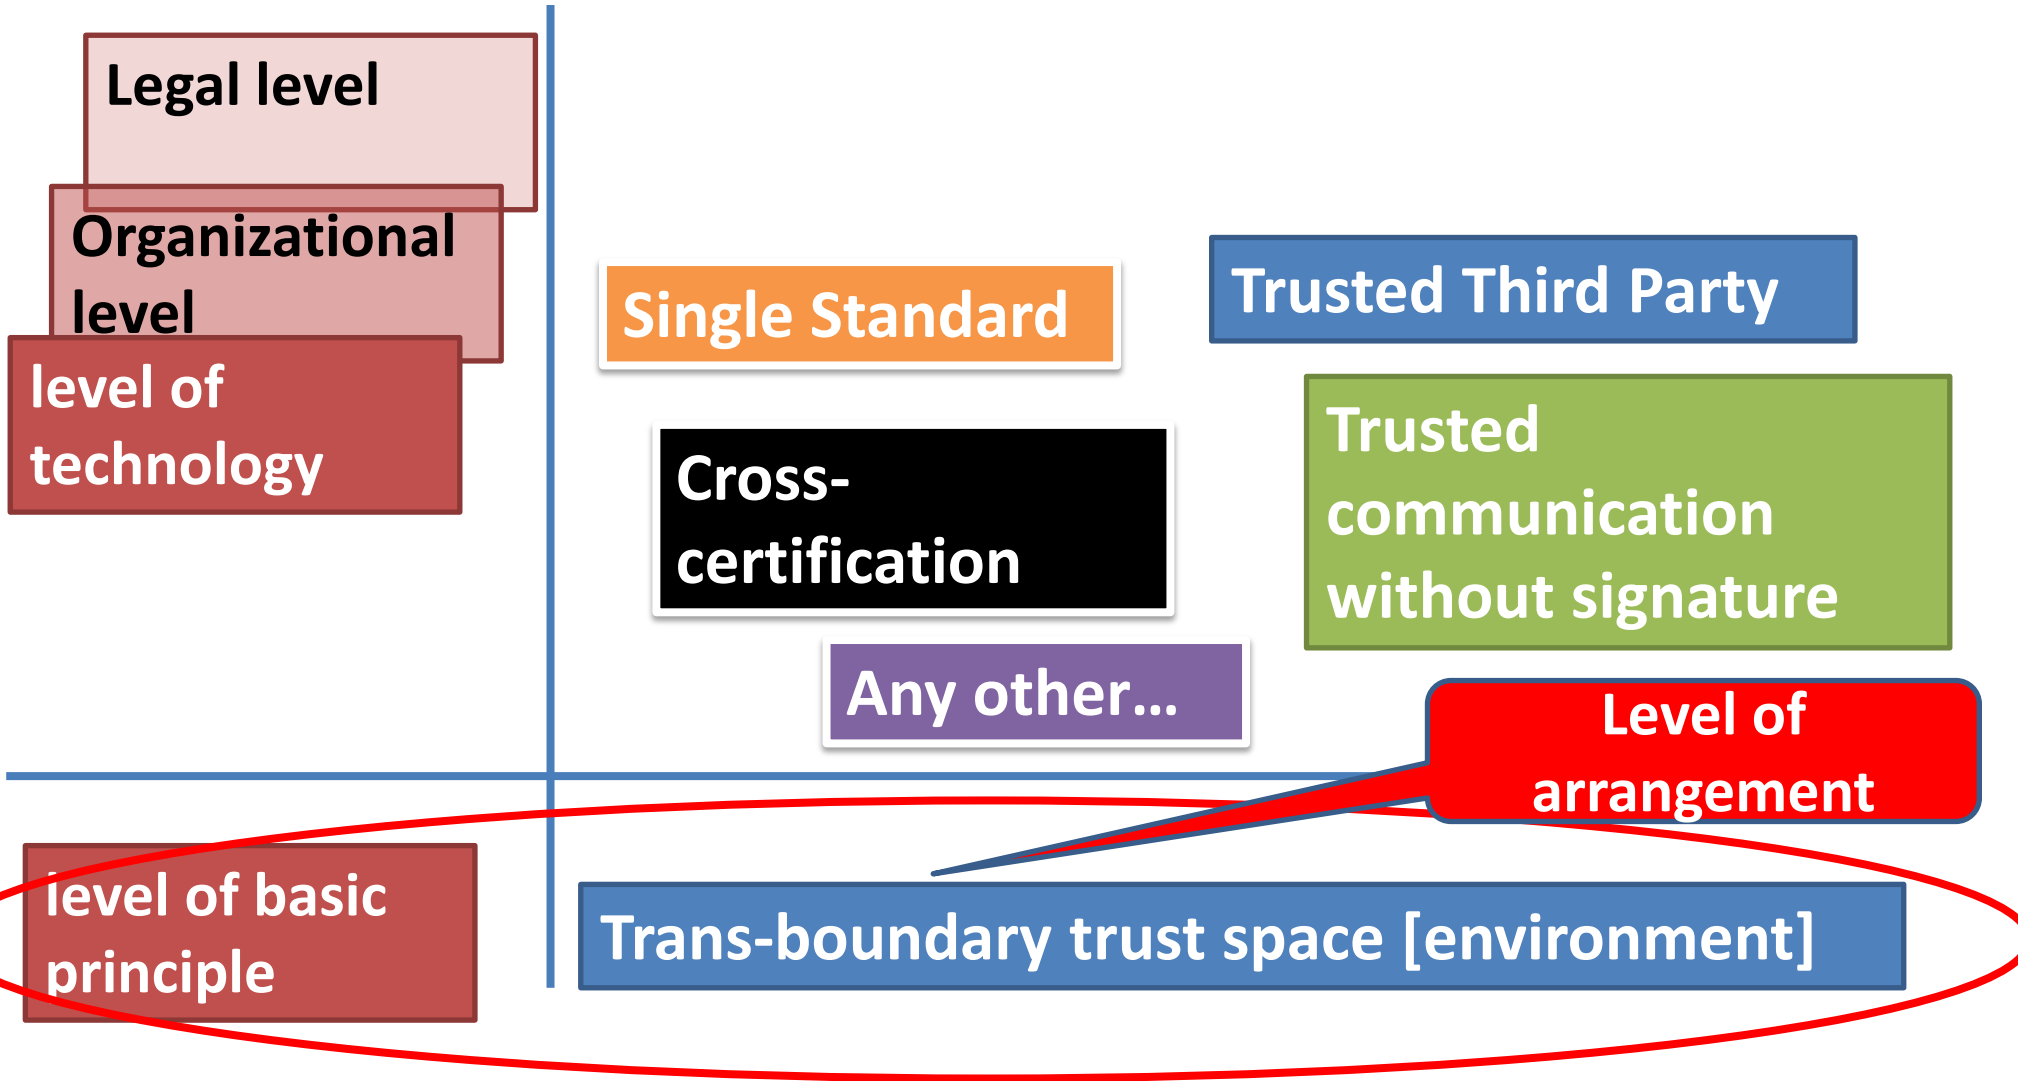 Legal level
Organizational
level
level of
technology
Single Standard
Trusted Third Party
Cross-
certification
Trusted
communication
without signature
Any other...
Level of
arrangement
level of basic
principle
Trans-boundary trust space [environment]